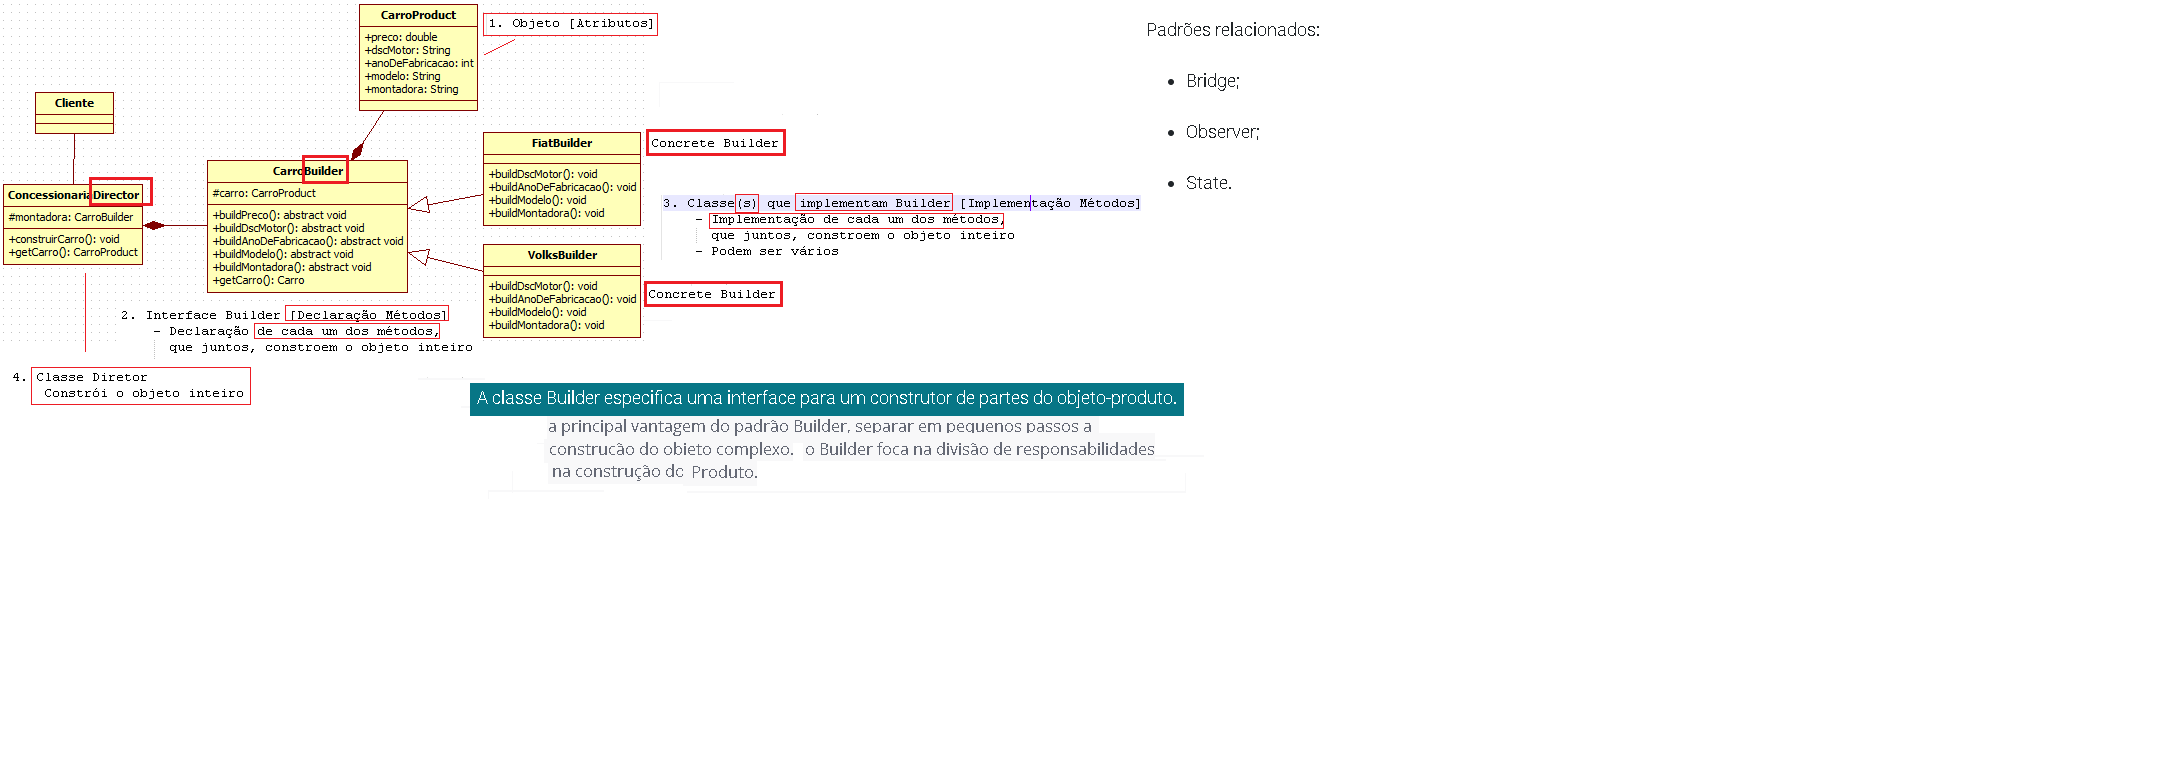 CarroProduct
+preco: double
+dscMotor: String
+anoDeFabricacao: int
+modelo: String
+montadora: String
1. Objeto [Atributos]
Cliente
ConcessionariaDirector
#montadora: CarroBuilder
+construirCarro(): void
+getCarro(): CarroProduct
CarroBuilder
#carro: CarroProduct
+buildPreco(): abstract void
+buildDscMotor(): abstract void
+buildAnoDeFabricacao(): abstract void
+buildModelo(): abstract void
+buildMontadora(): abstract void
+getCarro(): Carro
FiatBuilder
+buildDscMotor(): void
+buildAnoDeFabricacao(): void
+buildModelo(): void
+buildMontadora(): void
Concrete Builder
VolksBuilder
+buildDscMotor(): void
+buildAnoDeFabricacao(): void
+buildModelo(): void
+buildMontadora(): void
Concrete Builder
3. Classe(s) que implementam Builder [Implementação Métodos]
- Implementação de cada um dos métodos,
que juntos, constroem o objeto inteiro
- Podem ser vários
2. Interface Builder [Declaração Métodos]
- Declaração de cada um dos métodos,
que juntos, constroem o objeto inteiro
4. Classe Diretor
Constrói o objeto inteiro
A classe Builder especifica uma interface para um construtor de partes do objeto-produto.
a principal vantagem do padrão Builder, separar em pequenos passos a
construção do objeto complexo. o Builder foca na divisão de responsabilidades
na construção do Produto.
Padrões relacionados:
• Bridge;
• Observer;
• State.